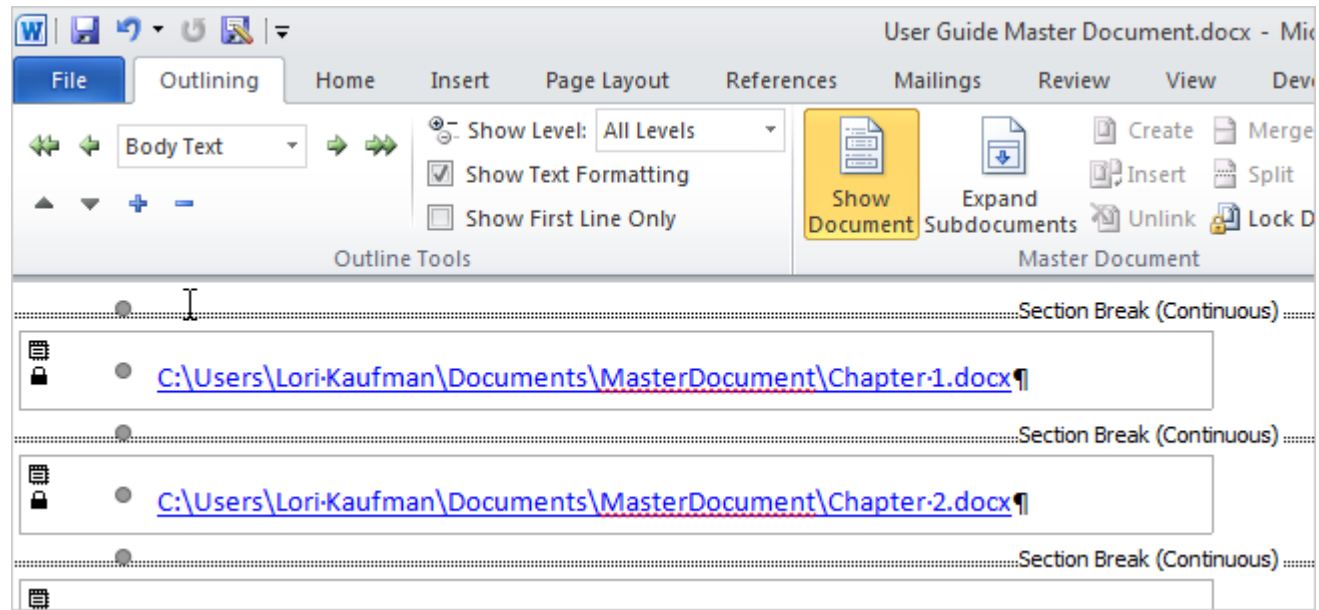 User Guide Master Document.docx - Mic
File Outlining Home Insert Page Layout References Mailings Review View Dev
Body Text
Show Level: All Levels
Show Text Formatting
Show First Line Only
Outline Tools
Show Document
Expand Subdocuments
Create
Insert
Unlink
Merge
Split
Lock D
Master Document
Section Break (Continuous)
C:\Users\Lori·Kaufman\Documents\MasterDocument\Chapter·1.docx¶
Section Break (Continuous)
C:\Users\Lori·Kaufman\Documents\MasterDocument\Chapter·2.docx¶
Section Break (Continuous)